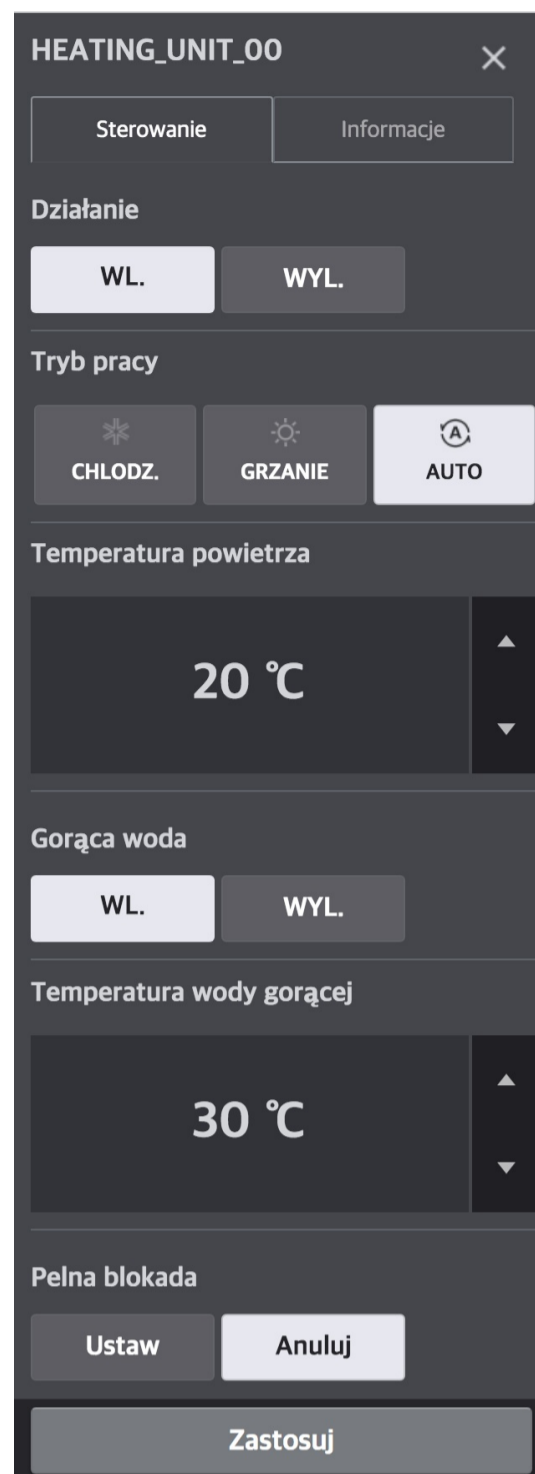 HEATING_UNIT_00
Sterowanie Informacje
Działanie
WL. WYL.
Tryb pracy
CHLODZ. GRZANIE AUTO
Temperatura powietrza
20 °C
Gorąca woda
WL. WYL.
Temperatura wody gorącej
30 °C
Pelna blokada
Ustaw Anuluj
Zastosuj